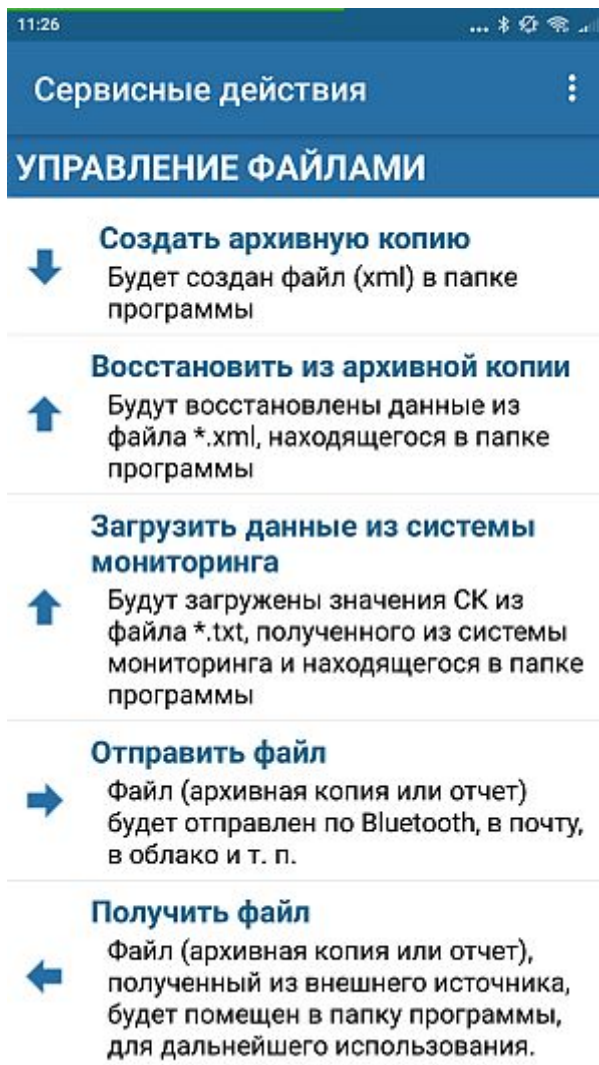 11:26
...
Сервисные действия
УПРАВЛЕНИЕ ФАЙЛАМИ
Создать архивную копию
Будет создан файл (xml) в папке
программы
Восстановить из архивной копии
Будут восстановлены данные из
файла *.xml, находящегося в папке
программы
Загрузить данные из системы
мониторинга
Будут загружены значения СК из
файла *.txt, полученного из системы
мониторинга и находящегося в папке
программы
Отправить файл
Файл (архивная копия или отчет)
будет отправлен по Bluetooth, в почту,
в облако и т. п.
Получить файл
Файл (архивная копия или отчет),
полученный из внешнего источника,
будет помещен в папку программы,
для дальнейшего использования.